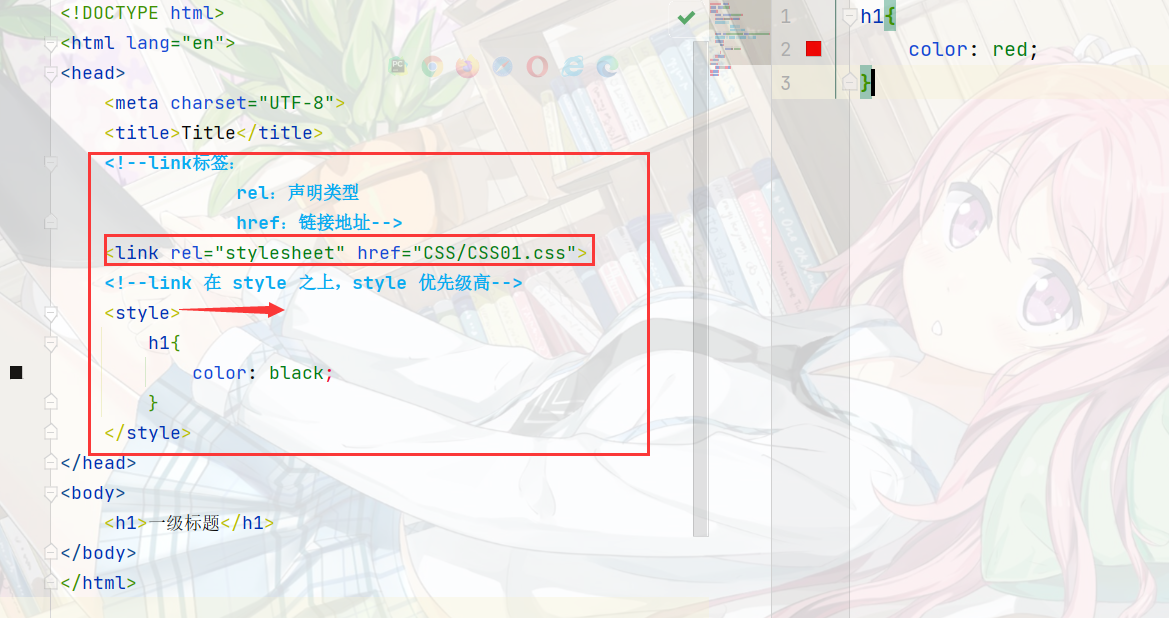 <!DOCTYPE html>
<html lang="en">
<head>
<meta charset="UTF-8">
<title>Title</title>
<!--link标签:
rel：声明类型
href：链接地址-->
<link rel="stylesheet" href="CSS/CSS01.css">
<!--link 在 style 之上，style 优先级高-->
<style>
h1{
color: black;
}
</style>
</head>
<body>
<h1>一级标题</h1>
</body>
</html>
1 h1{
2 color: red;
3 }